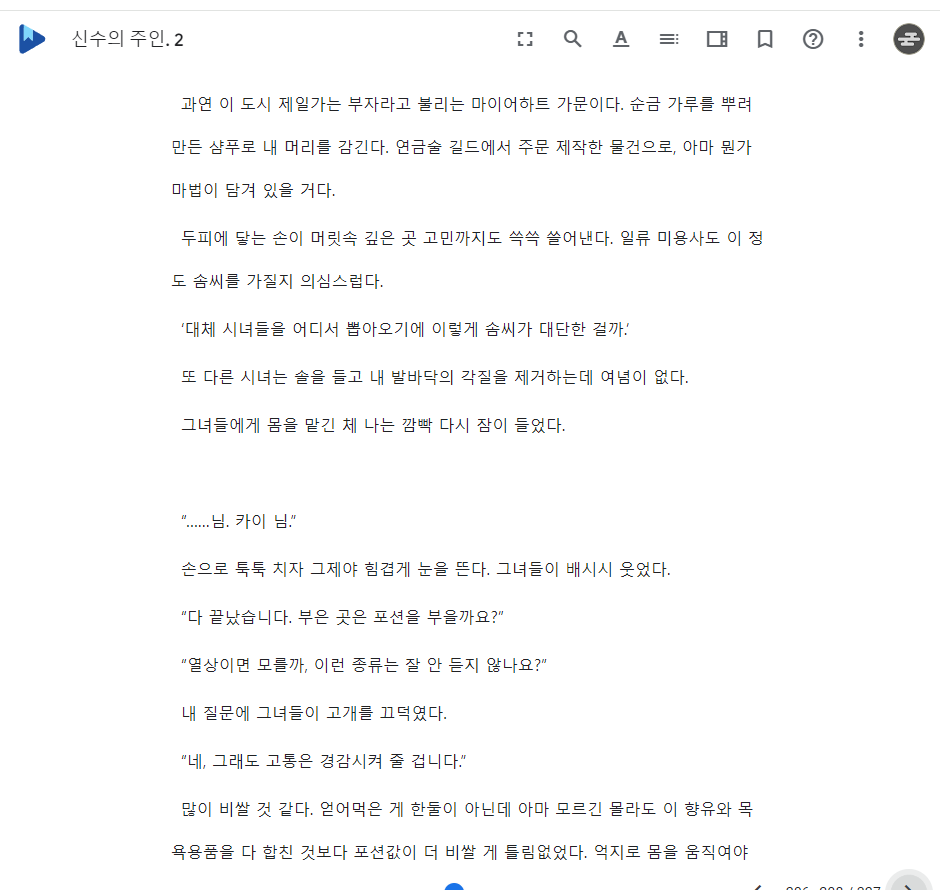 신수의 주인. 2
과연 이 도시 제일가는 부자라고 불리는 마이어하트 가문이다. 순금 가루를 뿌려
만든 샴푸로 내 머리를 감긴다. 연금술 길드에서 주문 제작한 물건으로, 아마 뭔가
마법이 담겨 있을 거다.
두피에 닿는 손이 머릿속 깊은 곳 고민까지도 쓱쓱 쓸어낸다. 일류 미용사도 이 정
도 솜씨를 가질지 의심스럽다.
‘대체 시녀들을 어디서 뽑아오기에 이렇게 솜씨가 대단한 걸까.’
또 다른 시녀는 솔을 들고 내 발바닥의 각질을 제거하는데 여념이 없다.
그녀들에게 몸을 맡긴 체 나는 깜빡 다시 잠이 들었다.
“......님. 카이 님.”
손으로 툭툭 치자 그제야 힘겹게 눈을 뜬다. 그녀들이 배시시 웃었다.
“다 끝났습니다. 부은 곳은 포션을 부을까요?”
“열상이면 모를까, 이런 종류는 잘 안 듣지 않나요?”
내 질문에 그녀들이 고개를 끄덕였다.
“네, 그래도 고통은 경감시켜 줄 겁니다.”
많이 비쌀 것 같다. 얻어먹은 게 한둘이 아닌데 아마 모르긴 몰라도 이 향유와 목
욕용품을 다 합친 것보다 포션값이 더 비쌀 게 틀림없었다. 억지로 몸을 움직여야